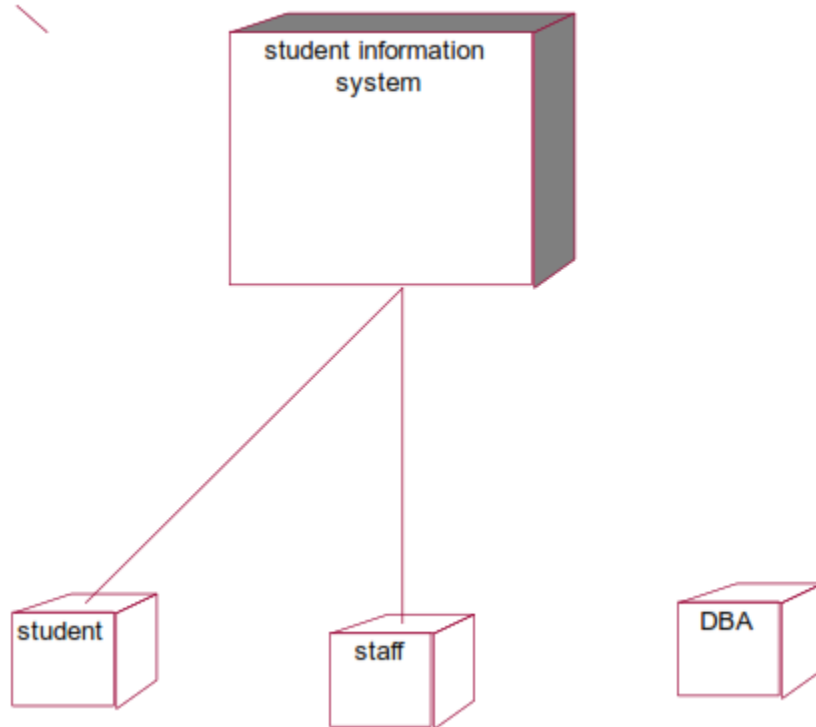 student information
system
student
staff
DBA